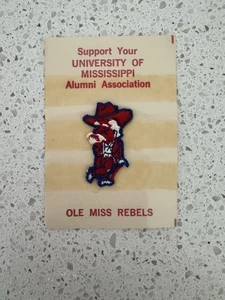 Support Your
UNIVERSITY OF
MISSISSIPPI
Alumni Association
OLE MISS REBELS